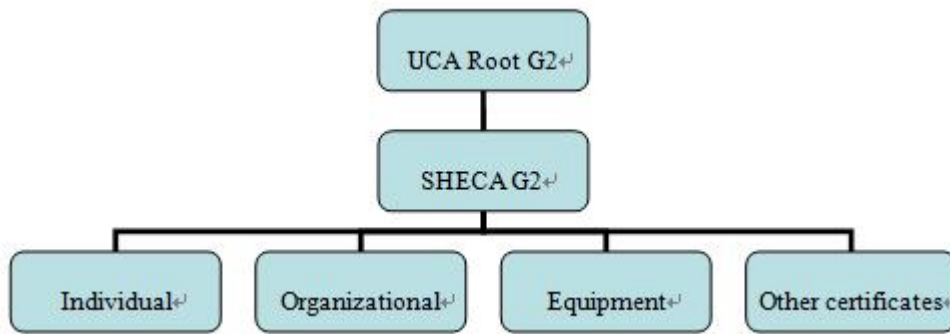 UCA Root G2↵
SHECA G2↵
Individual↵
Organizational↵
Equipment↵
Other certificates↵